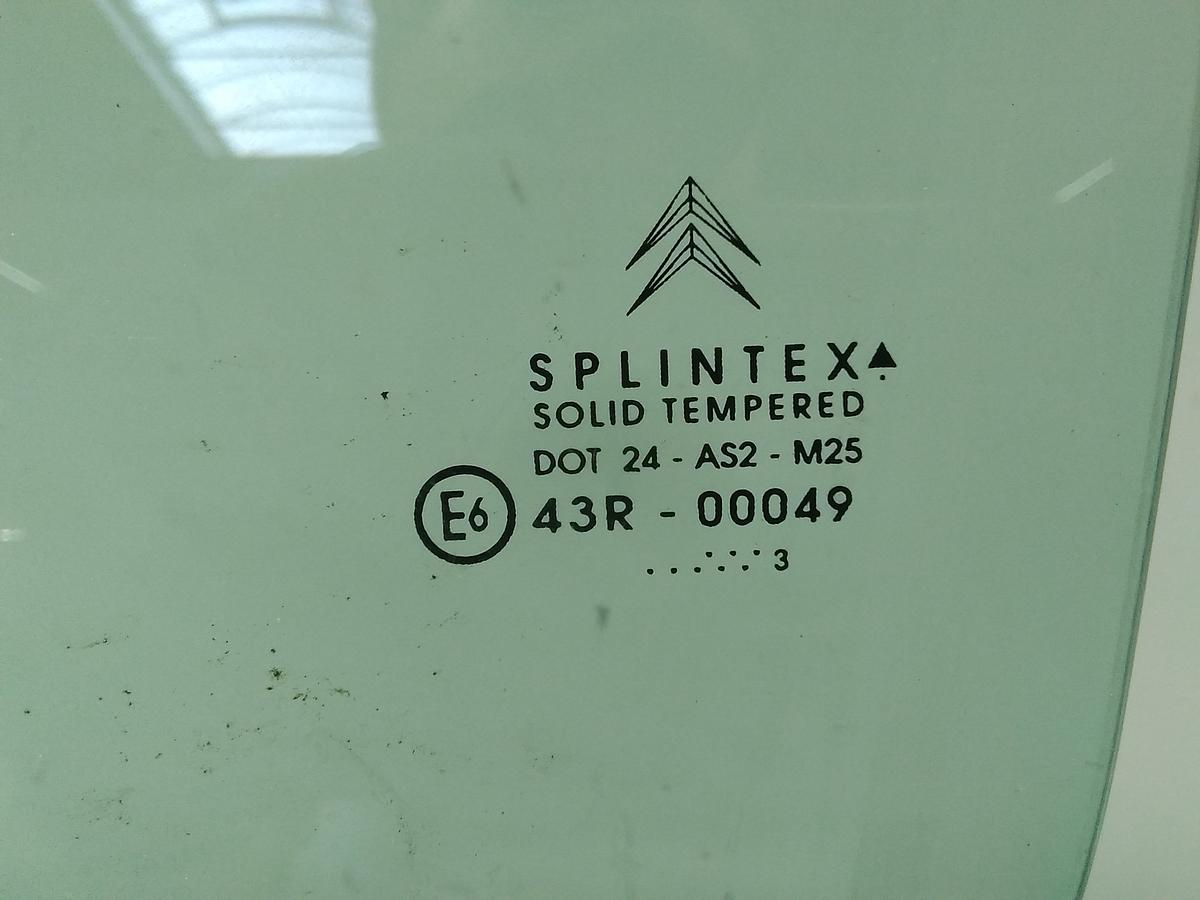 SPLINTEX
SOLID TEMPERED
DOT 24 - AS2 - M25
E6 43R - 00049
3